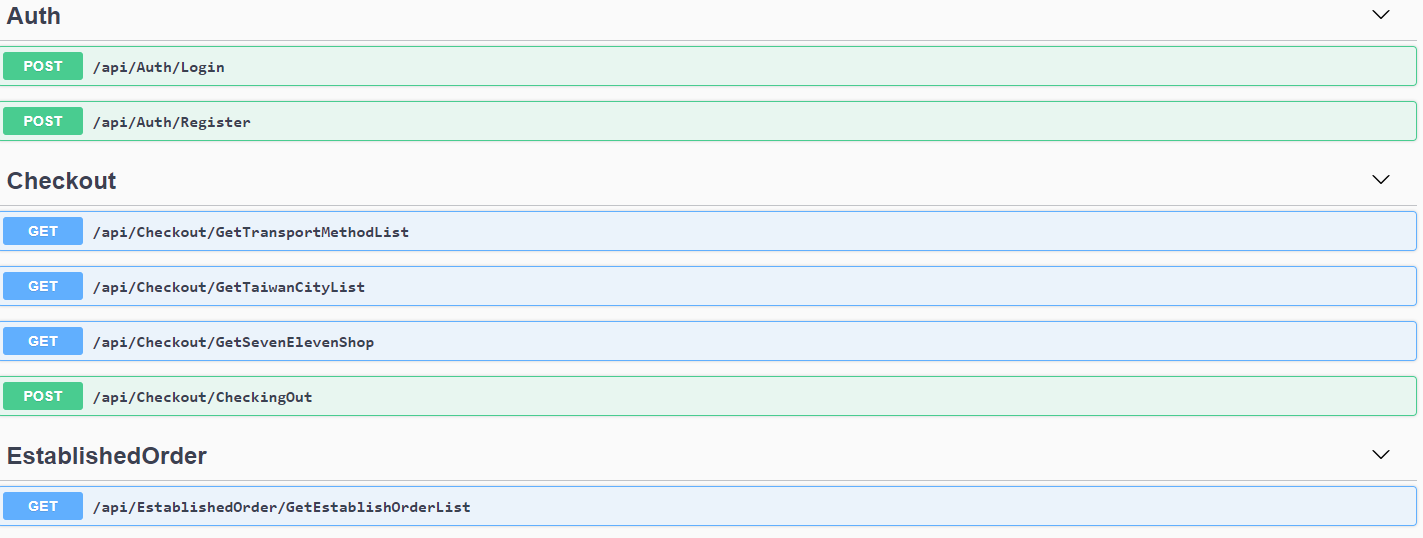 Auth
POST /api/Auth/Login
POST /api/Auth/Register
Checkout
GET /api/Checkout/GetTransportMethodList
GET /api/Checkout/GetTaiwanCityList
GET /api/Checkout/GetSevenElevenShop
POST /api/Checkout/CheckingOut
EstablishedOrder
GET /api/EstablishedOrder/GetEstablishOrderList